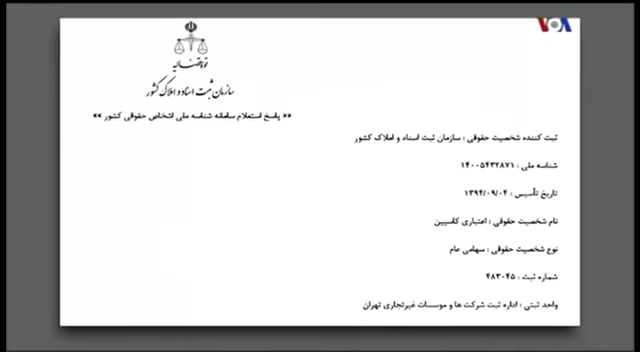 VOA
قوه قضائیه
سازمان ثبت اسناد و املاک کشور
«« پاسخ استعلام سامانه شناسه ملی اشخاص حقوقی کشور »»
ثبت کننده شخصیت حقوقی : سازمان ثبت اسناد و املاک کشور
شناسه ملی : ۱۴۰۰۵۴۳۲۸۷۱
تاریخ تأسیس : ۱۳۹۴/۰۹/۰۴
نام شخصیت حقوقی : اعتباری کاسپین
نوع شخصیت حقوقی : سهامی عام
شماره ثبت : ۴۸۳۰۴۵
واحد ثبتی : اداره ثبت شرکت ها و موسسات غیرتجاری تهران